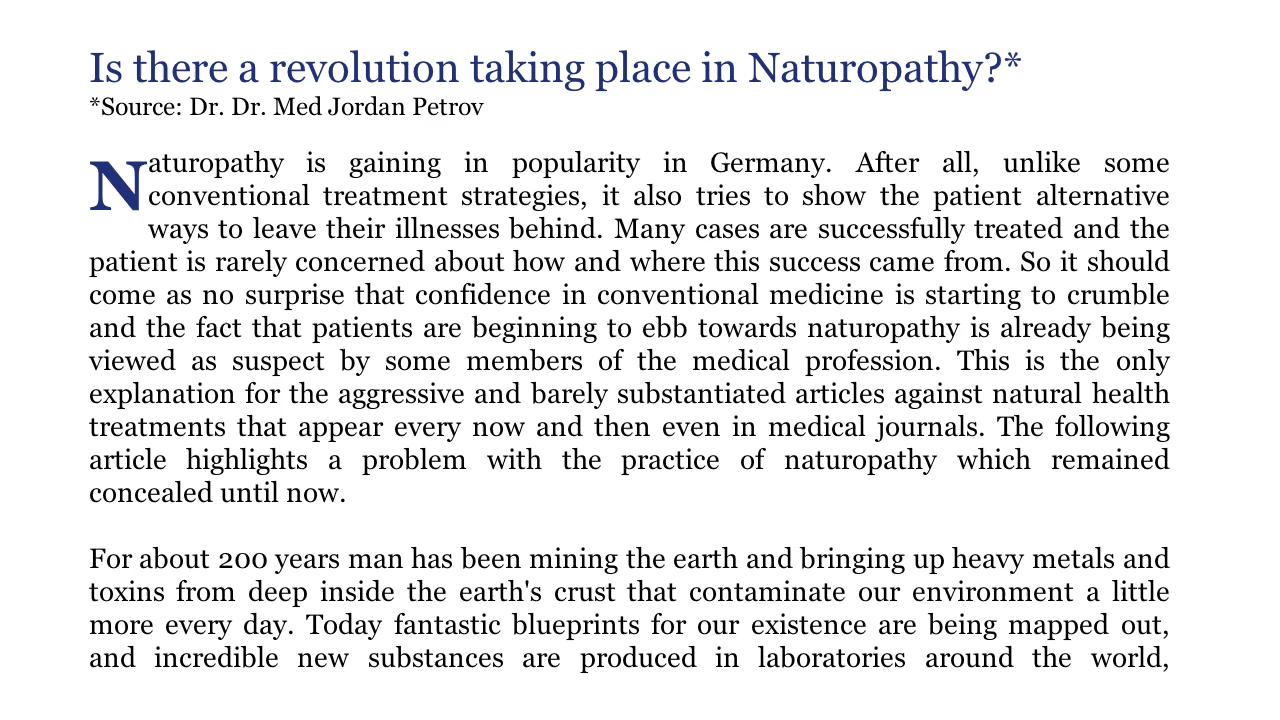 Is there a revolution taking place in Naturopathy?*
*Source: Dr. Dr. Med Jordan Petrov
Naturopathy is gaining in popularity in Germany. After all, unlike some
conventional treatment strategies, it also tries to show the patient alternative
ways to leave their illnesses behind. Many cases are successfully treated and the
patient is rarely concerned about how and where this success came from. So it should
come as no surprise that confidence in conventional medicine is starting to crumble
and the fact that patients are beginning to ebb towards naturopathy is already being
viewed as suspect by some members of the medical profession. This is the only
explanation for the aggressive and barely substantiated articles against natural health
treatments that appear every now and then even in medical journals. The following
article highlights a problem with the practice of naturopathy which remained
concealed until now.
For about 200 years man has been mining the earth and bringing up heavy metals and
toxins from deep inside the earth's crust that contaminate our environment a little
more every day. Today fantastic blueprints for our existence are being mapped out,
and incredible new substances are produced in laboratories around the world,